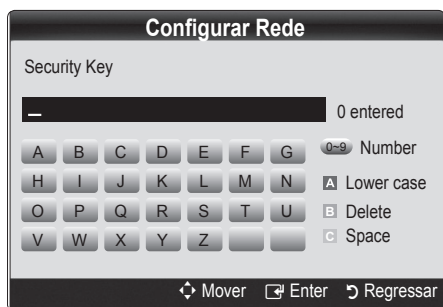 Configurar Rede
Security Key
_ 0 entered
A B C D E F G 0~9 Number
H I J K L M N A Lower case
O P Q R S T U B Delete
V W X Y Z C Space
Mover Enter Regressar